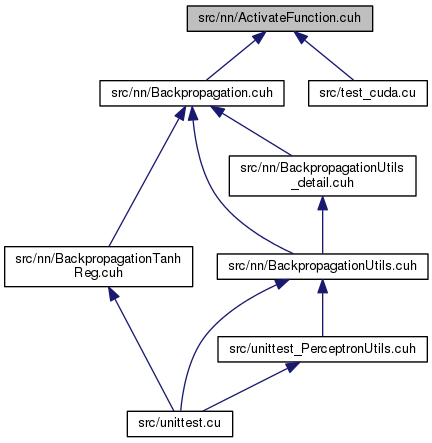 src/nn/ActivateFunction.cuh
src/nn/Backpropagation.cuh
src/test_cuda.cu
src/nn/BackpropagationUtils
_detail.cuh
src/nn/BackpropagationTanh
Reg.cuh
src/nn/BackpropagationUtils.cuh
src/unittest_PerceptronUtils.cuh
src/unittest.cu